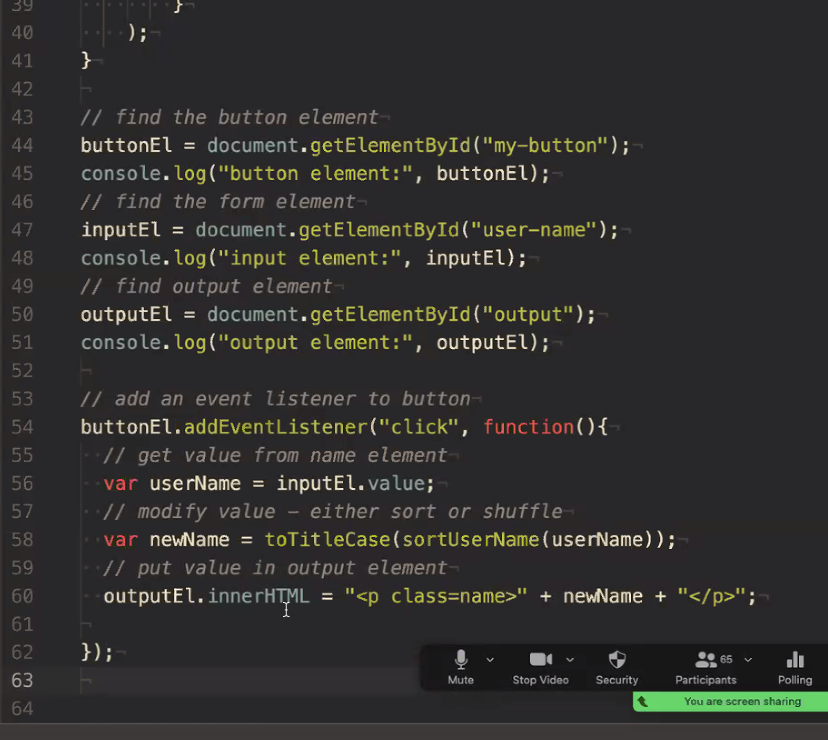 39 }
40 );
41 }
42
43 // find the button element
44 buttonEl = document.getElementById("my-button");
45 console.log("button element:", buttonEl);
46 // find the form element
47 inputEl = document.getElementById("user-name");
48 console.log("input element:", inputEl);
49 // find output element
50 outputEl = document.getElementById("output");
51 console.log("output element:", outputEl);
52
53 // add an event listener to button
54 buttonEl.addEventListener("click", function(){
55 // get value from name element
56 var userName = inputEl.value;
57 // modify value – either sort or shuffle
58 var newName = toTitleCase(sortUserName(userName));
59 // put value in output element
60 outputEl.innerHTML = "<p class=name>" + newName + "</p>";
61
62 });
63
64
65
Mute Stop Video Security Participants Polling
You are screen sharing